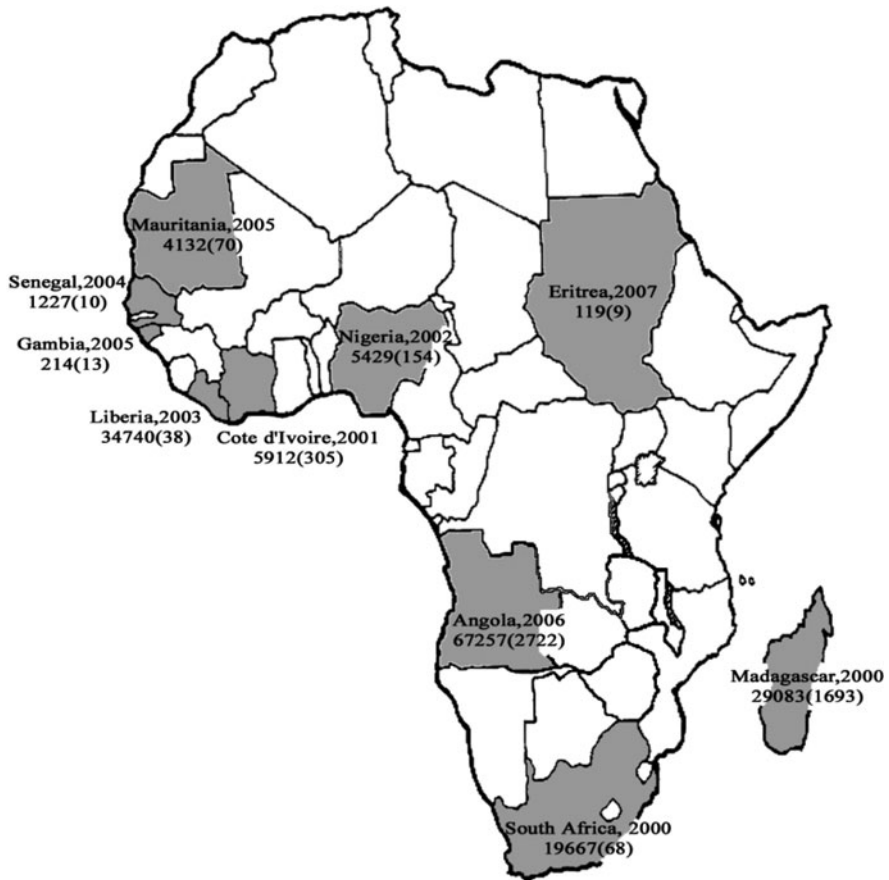 Mauritania,2005
4132(70)
Senegal,2004
1227(10)
Eritrea,2007
119(9)
Gambia,2005
214(13)
Nigeria,2002
5429(154)
Liberia,2003
34740(38)
Cote d'Ivoire,2001
5912(305)
Angola,2006
67257(2722)
Madagascar,2000
29083(1693)
South Africa, 2000
19667(68)